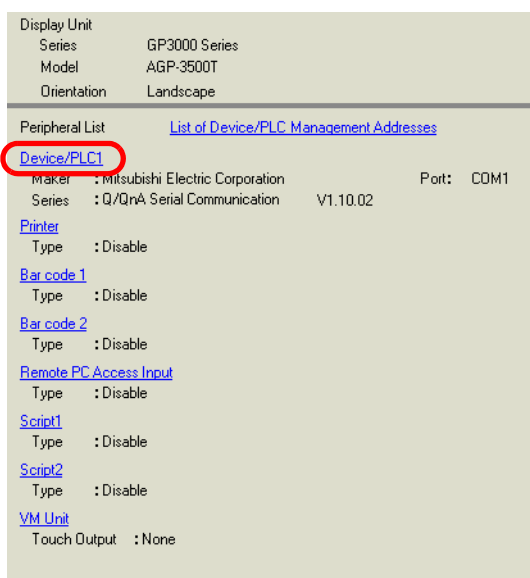 Display Unit
Series GP3000 Series
Model AGP-3500T
Orientation Landscape
Peripheral List List of Device/PLC Management Addresses
Device/PLC1
Maker : Mitsubishi Electric Corporation Port: COM1
Series : Q/QnA Serial Communication V1.10.02
Printer
Type : Disable
Bar code 1
Type : Disable
Bar code 2
Type : Disable
Remote PC Access Input
Type : Disable
Script1
Type : Disable
Script2
Type : Disable
VM Unit
Touch Output : None